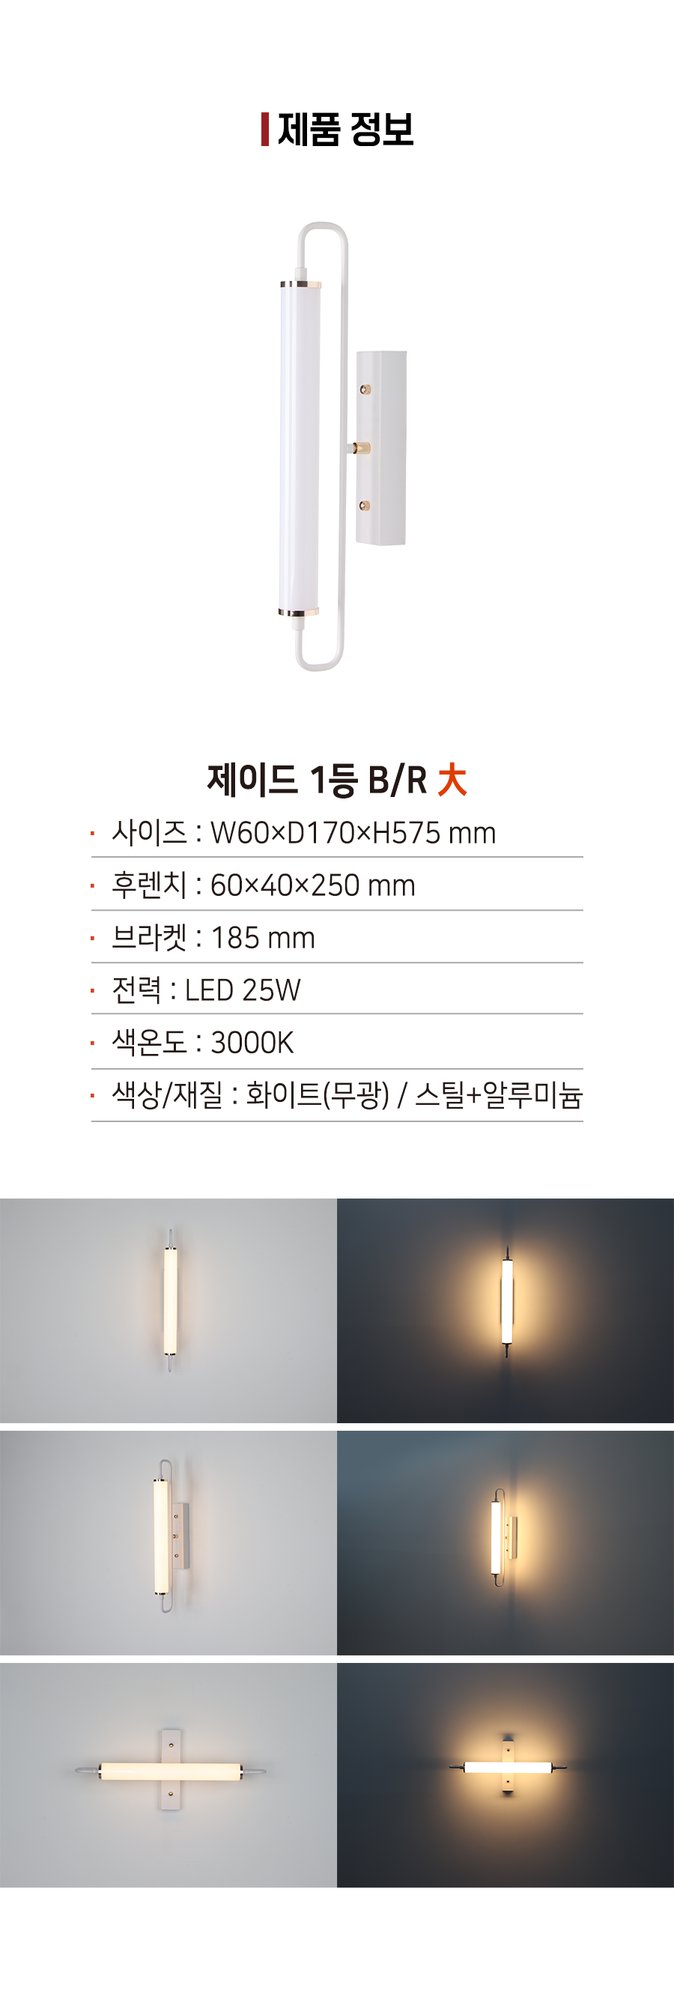 제품 정보
제이드 1등 B/R 大
· 사이즈 : W60×D170×H575 mm
· 후렌치 : 60×40×250 mm
· 브라켓 : 185 mm
· 전력 : LED 25W
· 색온도 : 3000K
· 색상/재질 : 화이트(무광) / 스틸+알루미늄